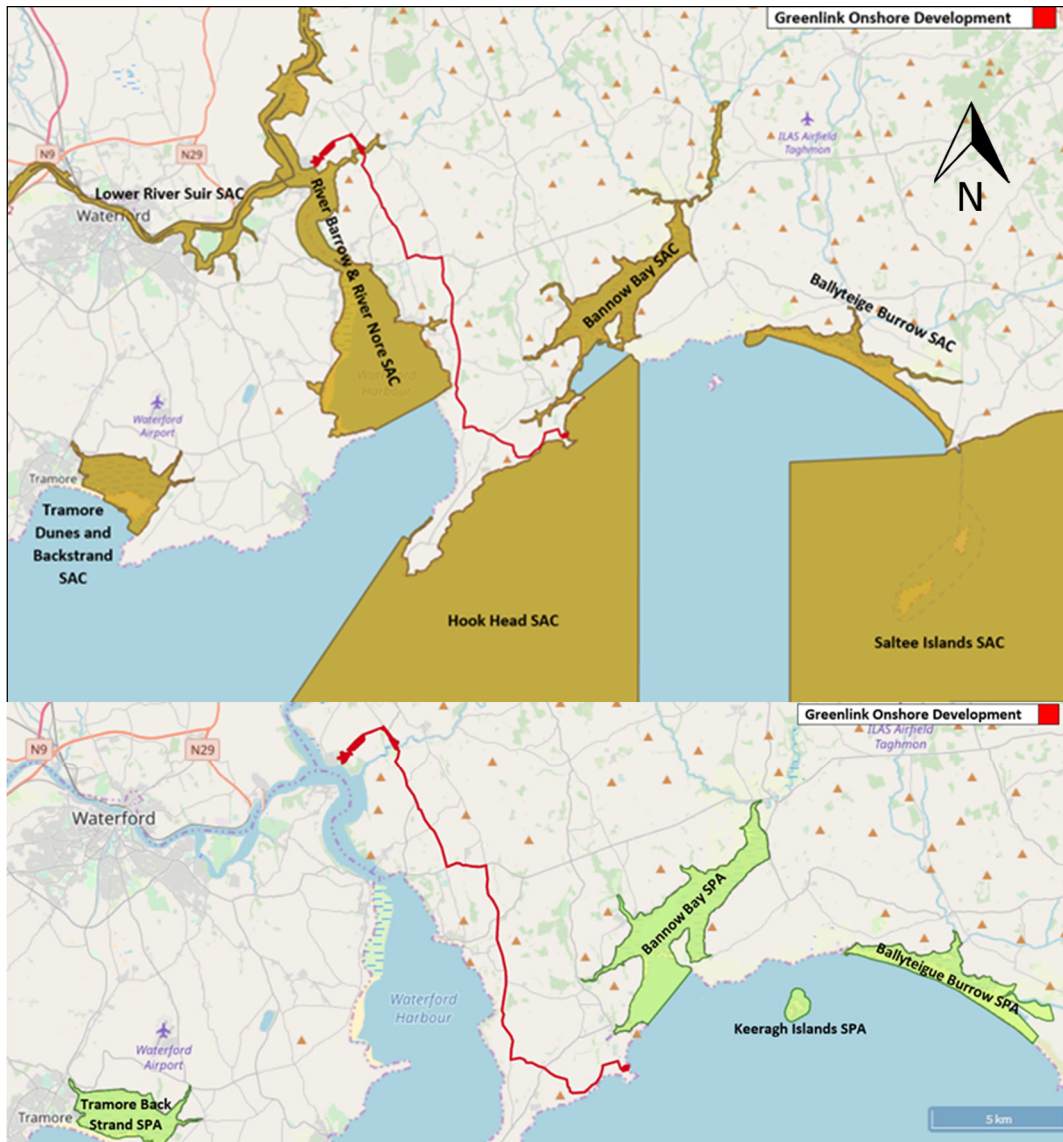 Greenlink Onshore Development
ILAS Airfield
Taghmon
N
N9
N29
Lower River Suir SAC
Waterford
River Barrow & River Nore SAC
Bannow Bay SAC
Ballyteige Burrow SAC
Waterford
Harbour
Waterford
Airport
Tramore
Tramore
Dunes and
Backstrand
SAC
Hook Head SAC
Saltee Islands SAC
Greenlink Onshore Development
ILAS Airfield
Taghmon
N9
N29
Waterford
Bannow Bay SPA
Ballyteigue Burrow SPA
Keeragh Islands SPA
Waterford
Harbour
Waterford
Airport
Tramore
Tramore Back
Strand SPA
5 km